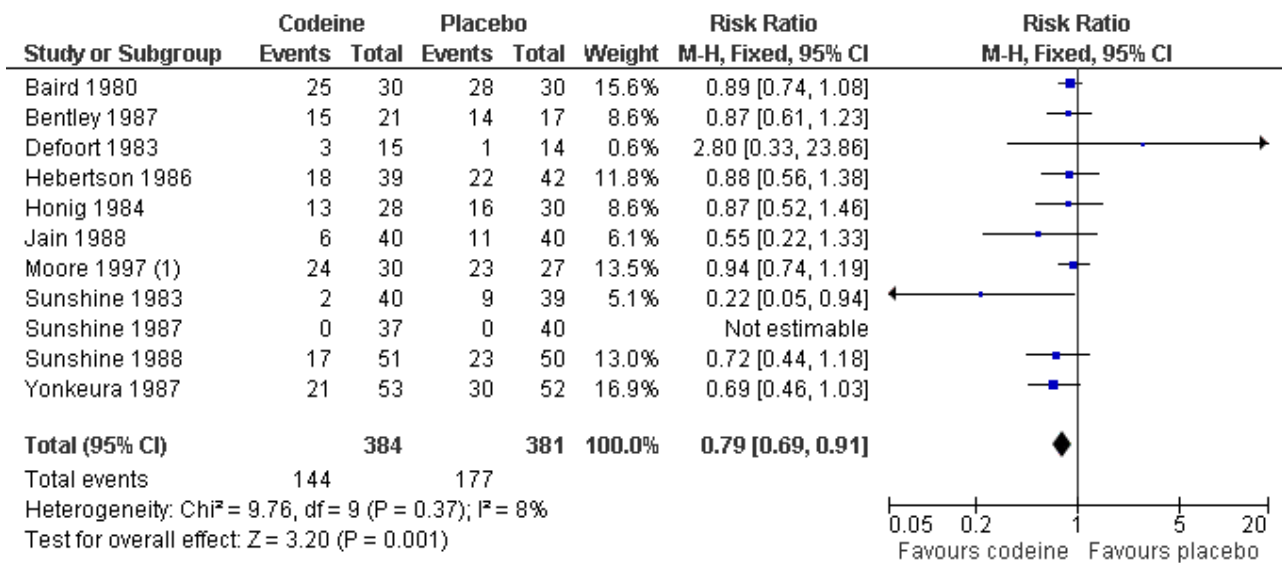 Codeine Placebo Risk Ratio Risk Ratio
Study or Subgroup Events Total Events Total Weight M-H, Fixed, 95% CI M-H, Fixed, 95% CI
Baird 1980 25 30 28 30 15.6% 0.89 [0.74, 1.08]
Bentley 1987 15 21 14 17 8.6% 0.87 [0.61, 1.23]
Defoort 1983 3 15 1 14 0.6% 2.80 [0.33, 23.86]
Hebertson 1986 18 39 22 42 11.8% 0.88 [0.56, 1.38]
Honig 1984 13 28 16 30 8.6% 0.87 [0.52, 1.46]
Jain 1988 6 40 11 40 6.1% 0.55 [0.22, 1.33]
Moore 1997 (1) 24 30 23 27 13.5% 0.94 [0.74, 1.19]
Sunshine 1983 2 40 9 39 5.1% 0.22 [0.05, 0.94]
Sunshine 1987 0 37 0 40 Not estimable
Sunshine 1988 17 51 23 50 13.0% 0.72 [0.44, 1.18]
Yonkeura 1987 21 53 30 52 16.9% 0.69 [0.46, 1.03]
Total (95% CI) 384 381 100.0% 0.79 [0.69, 0.91]
Total events 144 177
Heterogeneity: Chi² = 9.76, df = 9 (P = 0.37); I² = 8%
Test for overall effect: Z = 3.20 (P = 0.001)
0.05 0.2 1 5 20
Favours codeine Favours placebo